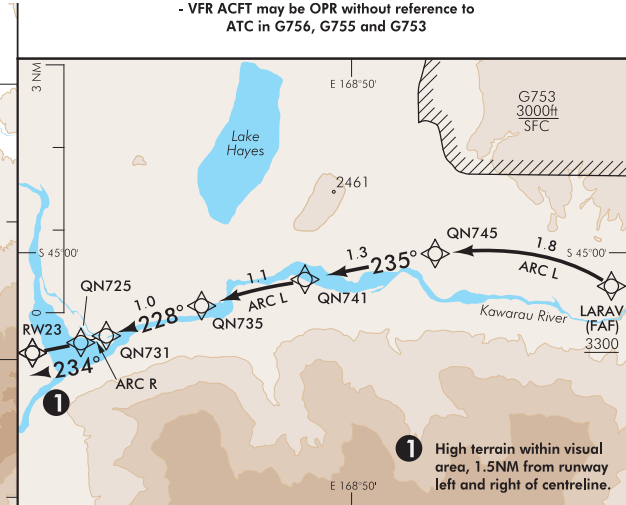 - VFR ACFT may be OPR without reference to
ATC in G756, G755 and G753
3 NM
E 168°50'
G753
3000ft
SFC
Lake
Hayes
2461
QN745
1.8
S 45°00'
S 45°00'
1.3
235°
ARC L
QN725
1.1
ARC L
QN741
Kawarau River
LARAV
(FAF)
3300
1.0
0
228°
QN735
RW23
QN731
234°
ARC R
1
1
High terrain within visual
area, 1.5NM from runway
left and right of centreline.
E 168°50'